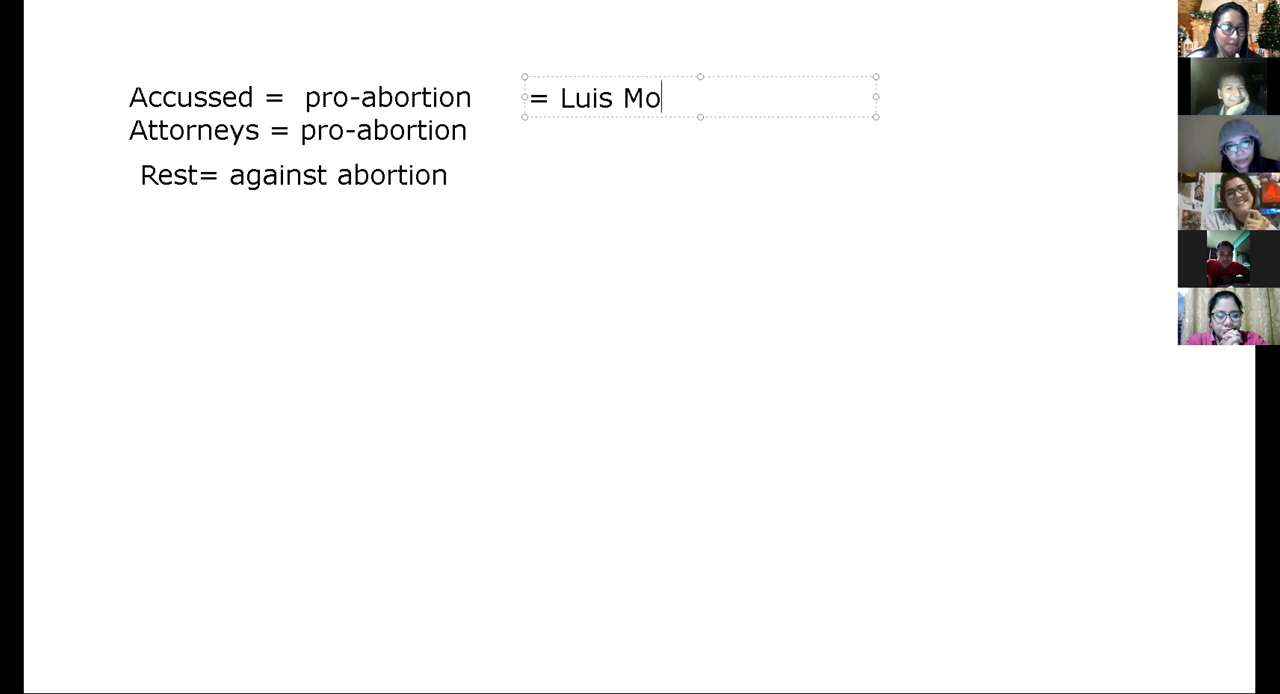 Accussed = pro-abortion = Luis Mo
Attorneys = pro-abortion
Rest= against abortion